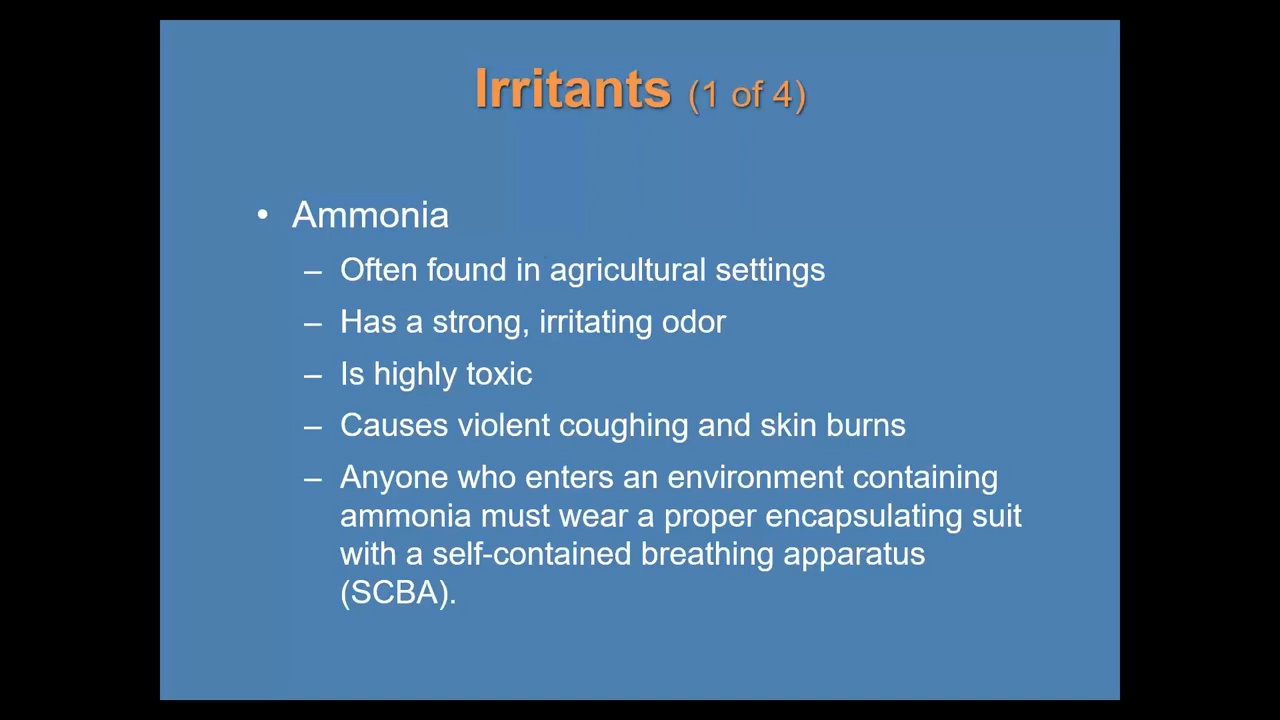 Irritants (1 of 4)
• Ammonia
– Often found in agricultural settings
– Has a strong, irritating odor
– Is highly toxic
– Causes violent coughing and skin burns
– Anyone who enters an environment containing
ammonia must wear a proper encapsulating suit
with a self-contained breathing apparatus
(SCBA).